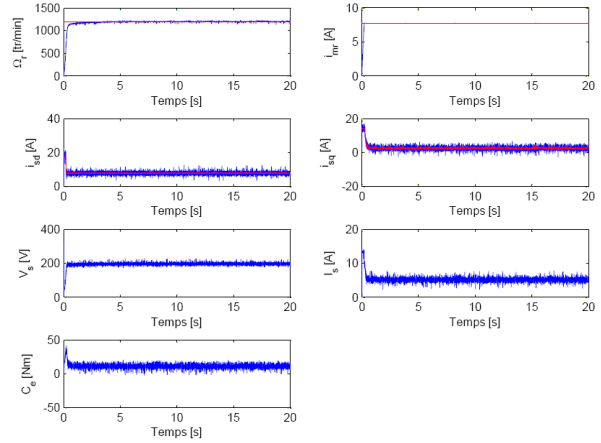 Ω_r [tr/min]
1500
1000
500
0
0 5 10 15 20
Temps [s]
i_mr [A]
10
5
0
0 5 10 15 20
Temps [s]
i_sd [A]
40
20
0
0 5 10 15 20
Temps [s]
i_sq [A]
20
0
-20
0 5 10 15 20
Temps [s]
V_s [V]
400
200
0
0 5 10 15 20
Temps [s]
I_s [A]
20
10
0
0 5 10 15 20
Temps [s]
C_e [Nm]
50
0
-50
0 5 10 15 20
Temps [s]